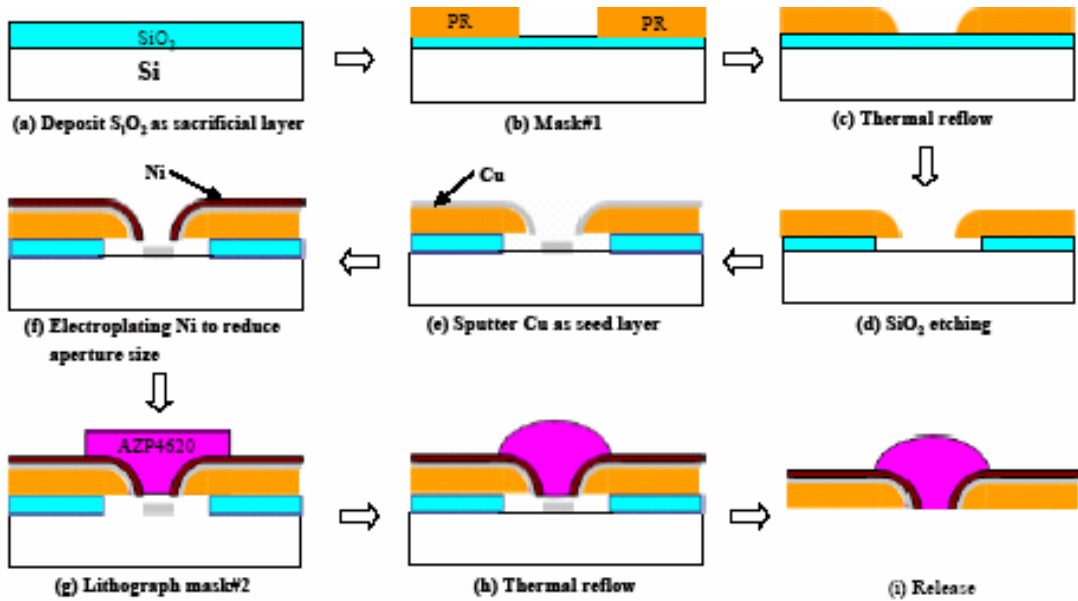 SiO₂
Si
(a) Deposit SᵢO₂ as sacrificial layer
PR PR
(b) Mask#1
(c) Thermal reflow
Ni
(f) Electroplating Ni to reduce
aperture size
Cu
(e) Sputter Cu as seed layer
(d) SiO₂ etching
AZP4620
(g) Lithograph mask#2
(h) Thermal reflow
(i) Release